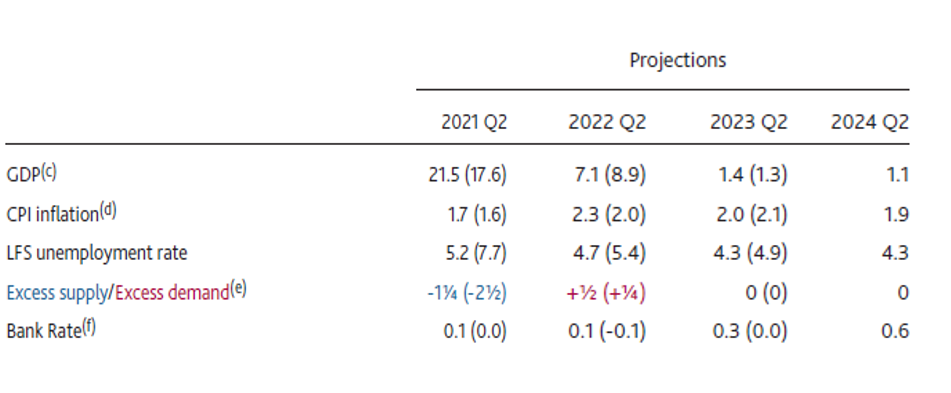 Projections
2021 Q2 2022 Q2 2023 Q2 2024 Q2
GDP(c) 21.5 (17.6) 7.1 (8.9) 1.4 (1.3) 1.1
CPI inflation(d) 1.7 (1.6) 2.3 (2.0) 2.0 (2.1) 1.9
LFS unemployment rate 5.2 (7.7) 4.7 (5.4) 4.3 (4.9) 4.3
Excess supply/Excess demand(e) -1¼ (-2½) +½ (+¼) 0 (0) 0
Bank Rate(f) 0.1 (0.0) 0.1 (-0.1) 0.3 (0.0) 0.6